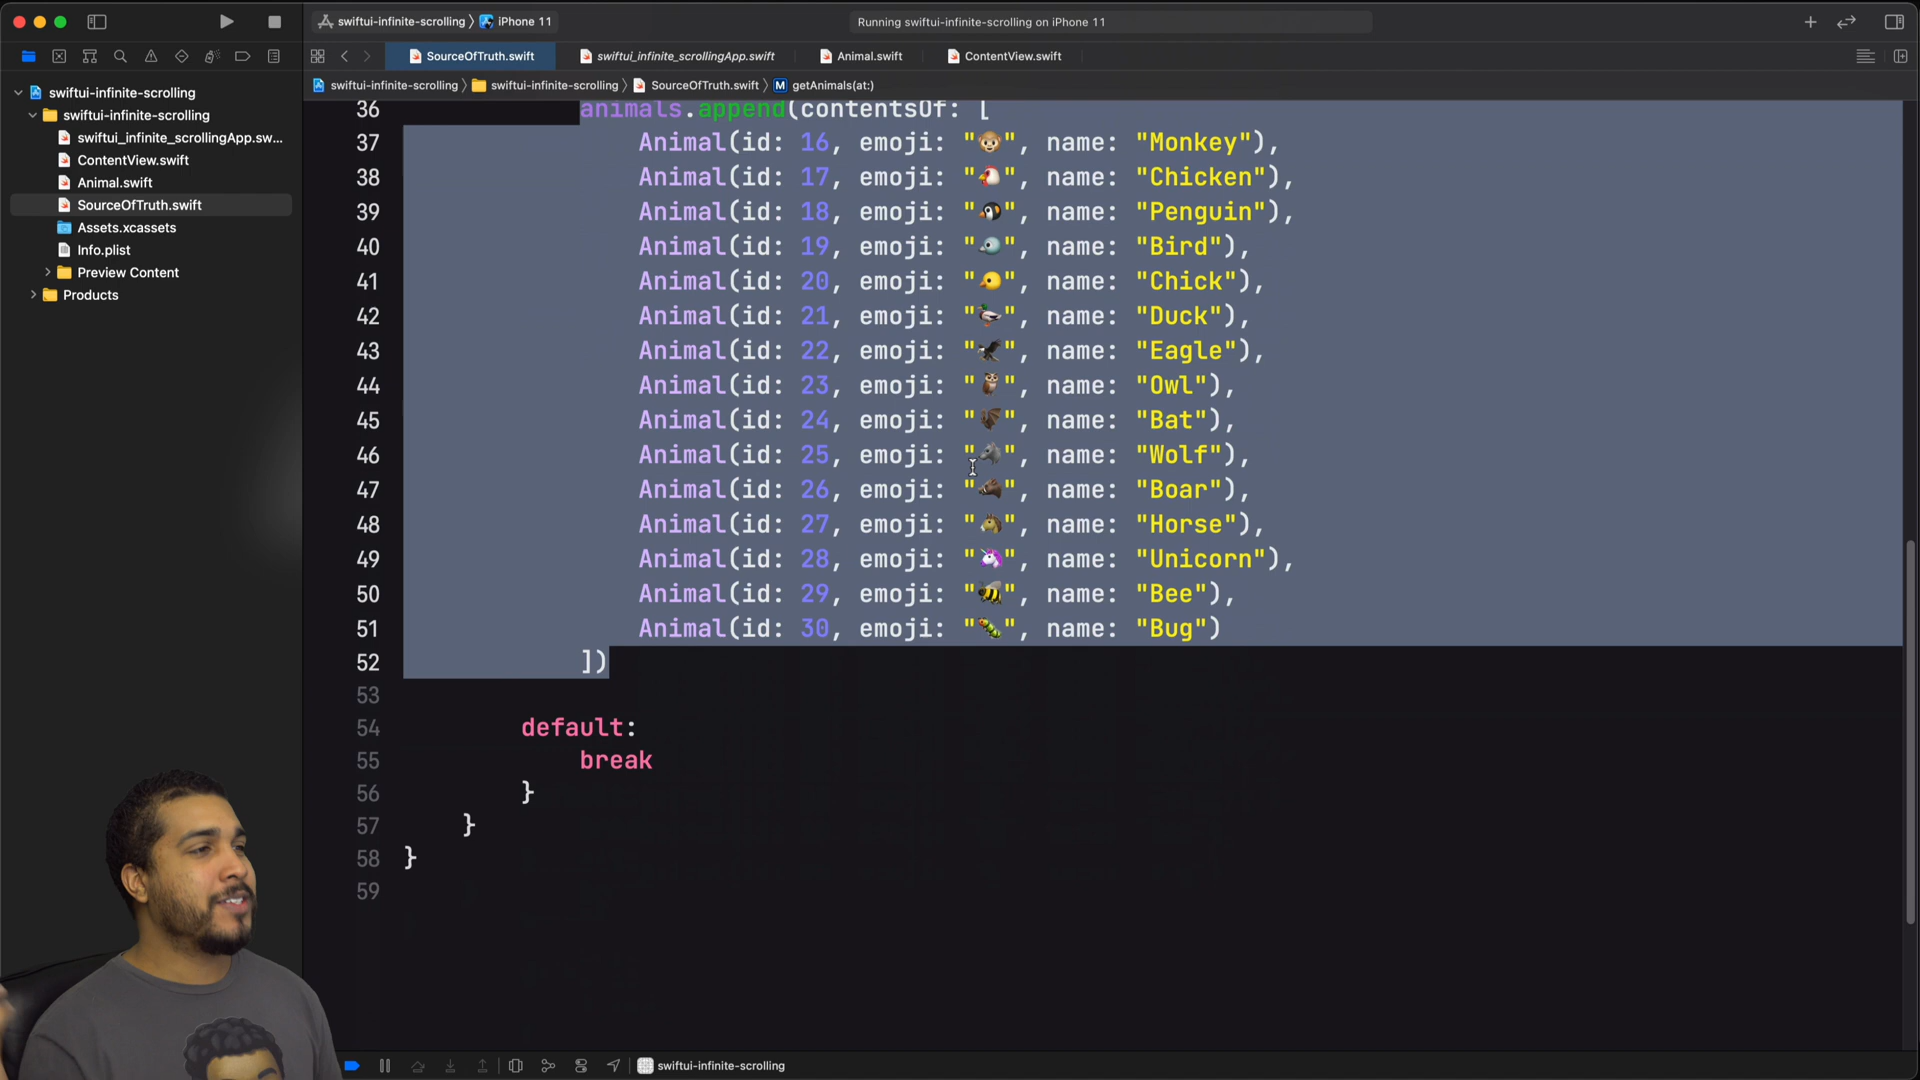 swiftui-infinite-scrolling 〉 iPhone 11
Running swiftui-infinite-scrolling on iPhone 11
SourceOfTruth.swift
swiftui_infinite_scrollingApp.swift
Animal.swift
ContentView.swift
swiftui-infinite-scrolling 〉 swiftui-infinite-scrolling 〉 SourceOfTruth.swift 〉 M getAnimals(at:)
swiftui-infinite-scrolling
swiftui-infinite-scrolling
swiftui_infinite_scrollingApp.sw...
ContentView.swift
Animal.swift
SourceOfTruth.swift
Assets.xcassets
Info.plist
Preview Content
Products
36 animals.append(contentsOf: [
37 Animal(id: 16, emoji: "🐵", name: "Monkey"),
38 Animal(id: 17, emoji: "🐔", name: "Chicken"),
39 Animal(id: 18, emoji: "🐧", name: "Penguin"),
40 Animal(id: 19, emoji: "🐦", name: "Bird"),
41 Animal(id: 20, emoji: "🐤", name: "Chick"),
42 Animal(id: 21, emoji: "🦆", name: "Duck"),
43 Animal(id: 22, emoji: "🦅", name: "Eagle"),
44 Animal(id: 23, emoji: "🦉", name: "Owl"),
45 Animal(id: 24, emoji: "🦇", name: "Bat"),
46 Animal(id: 25, emoji: "🐺", name: "Wolf"),
47 Animal(id: 26, emoji: "🐗", name: "Boar"),
48 Animal(id: 27, emoji: "🐴", name: "Horse"),
49 Animal(id: 28, emoji: "🦄", name: "Unicorn"),
50 Animal(id: 29, emoji: "🐝", name: "Bee"),
51 Animal(id: 30, emoji: "🐛", name: "Bug")
52 ])
53
54 default:
55 break
56 }
57 }
58 }
59
swiftui-infinite-scrolling